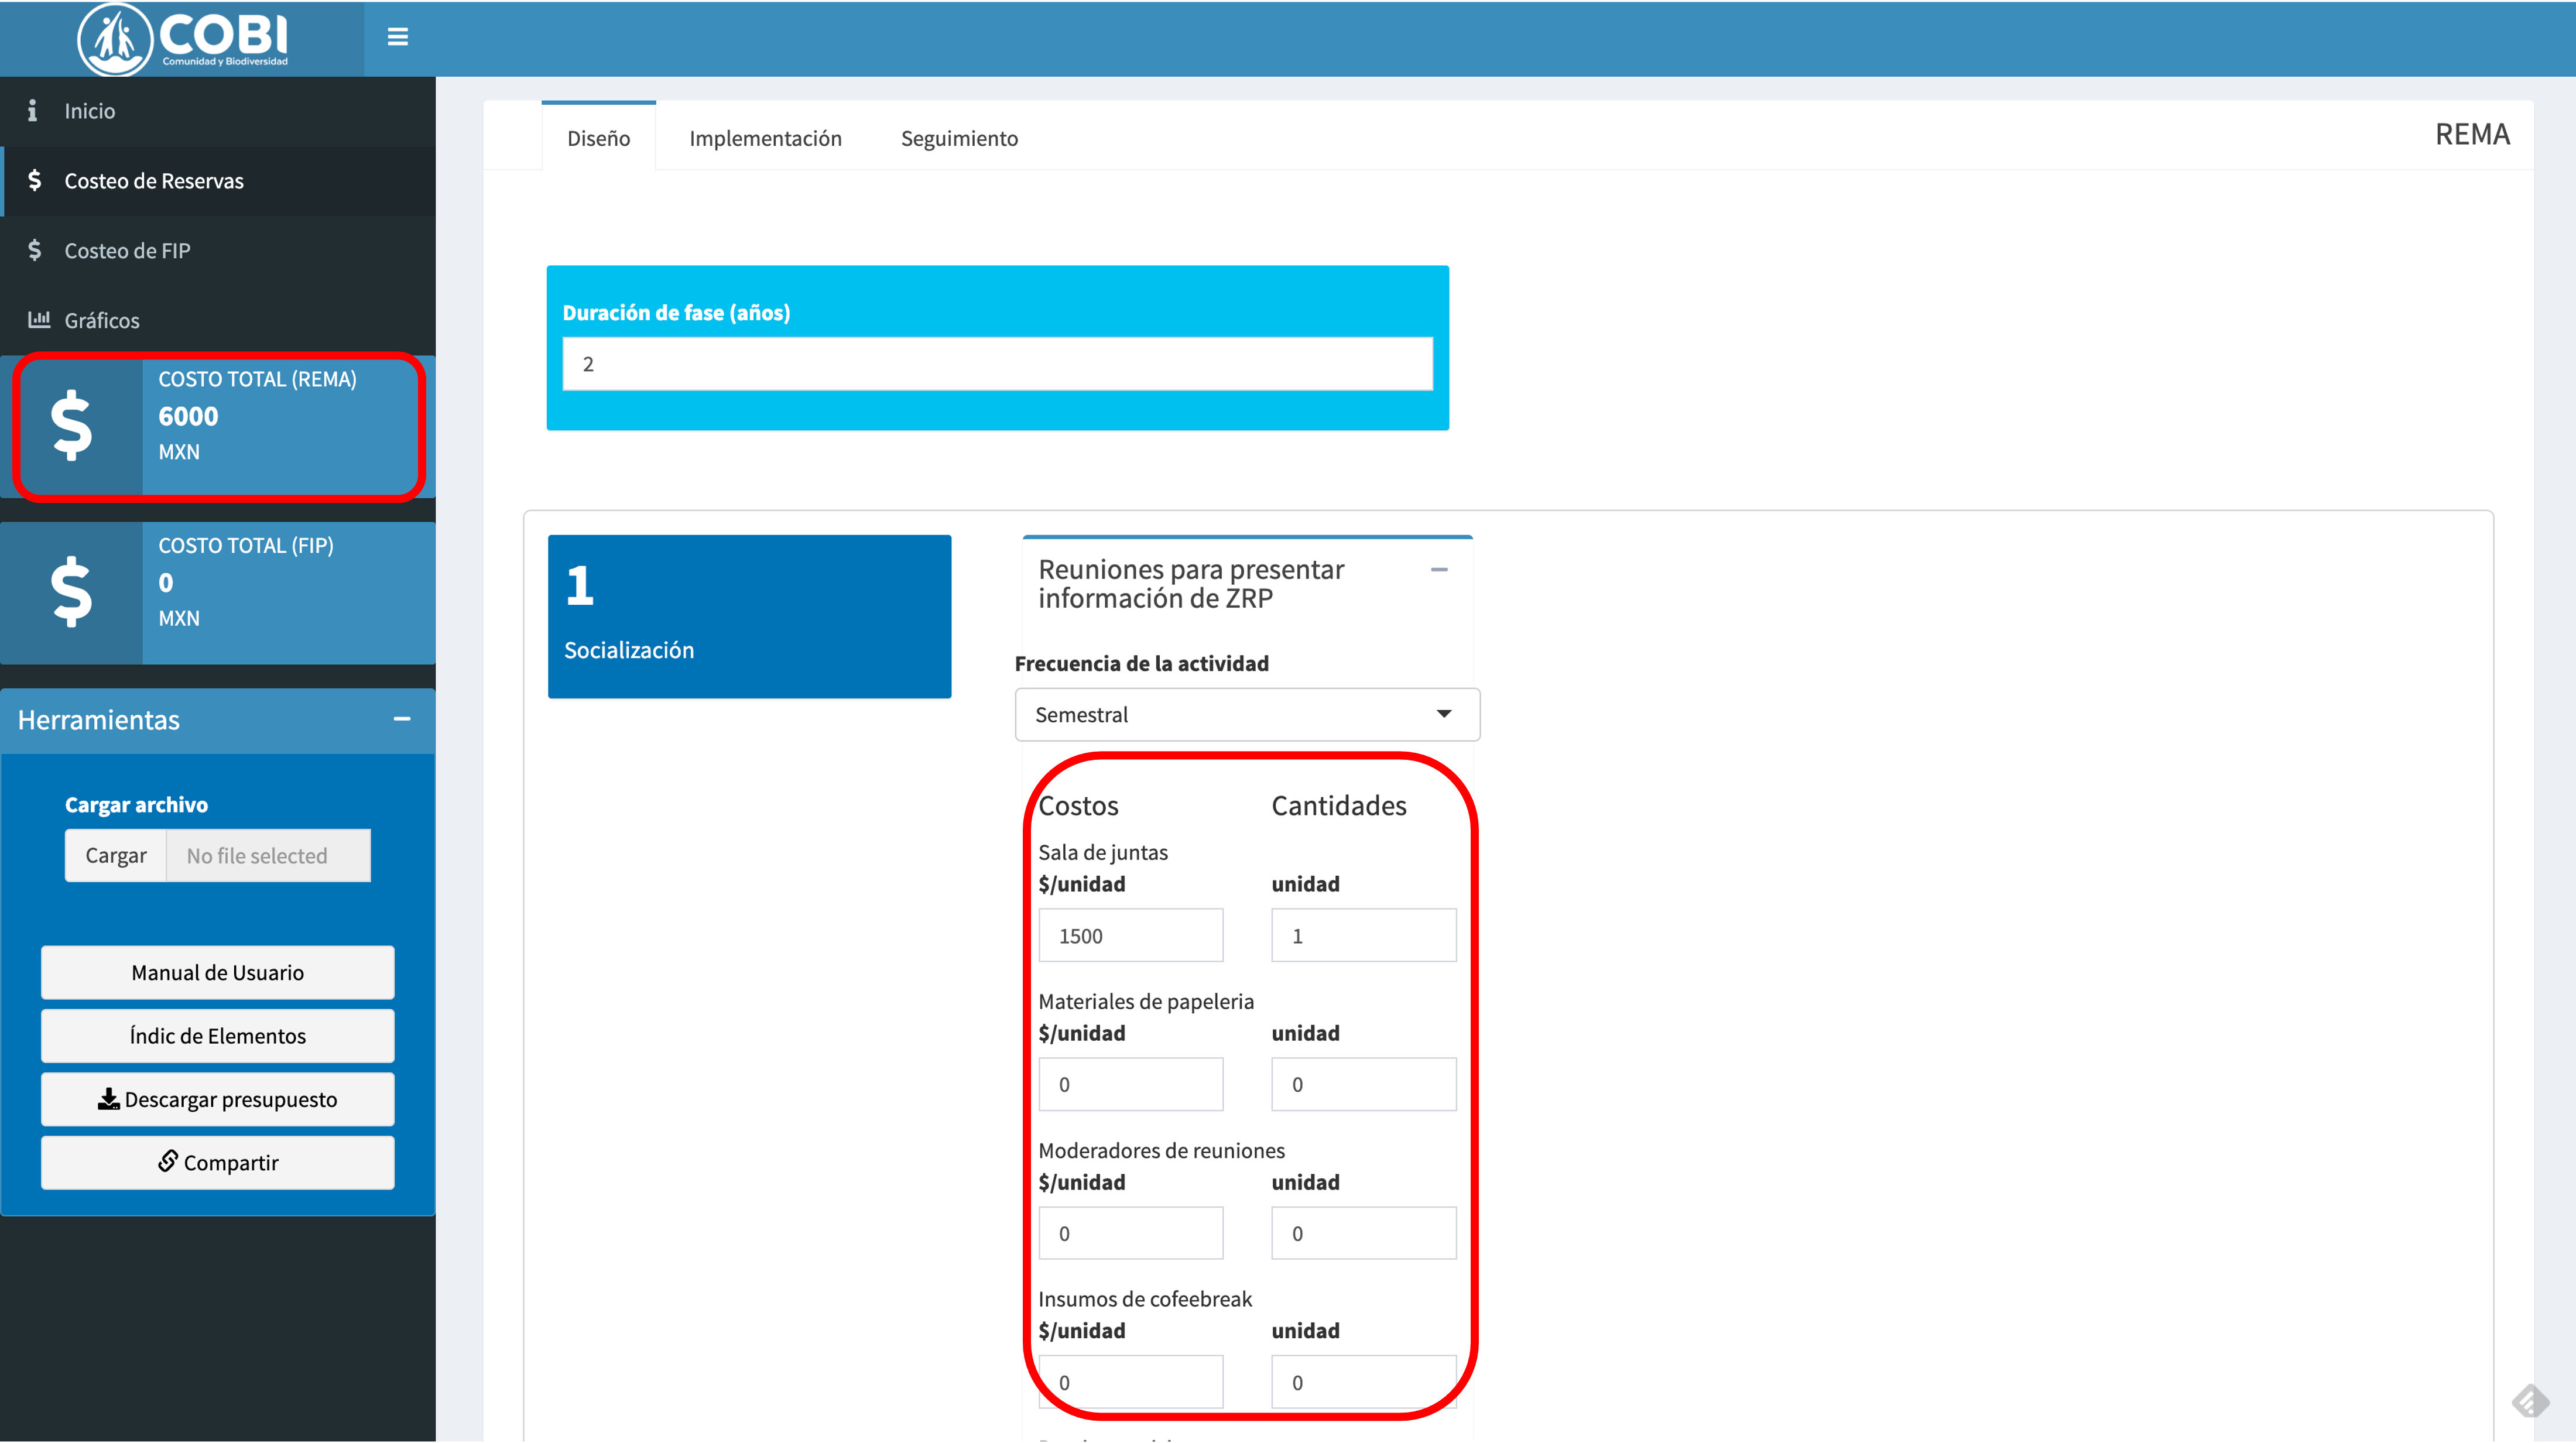 COBI
Comunidad y Biodiversidad
Inicio
Costeo de Reservas
Costeo de FIP
Gráficos
COSTO TOTAL (REMA)
6000
MXN
COSTO TOTAL (FIP)
0
MXN
Herramientas
Cargar archivo
Cargar No file selected
Manual de Usuario
Índic de Elementos
Descargar presupuesto
Compartir
Diseño Implementación Seguimiento REMA
Duración de fase (años)
2
1
Socialización
Reuniones para presentar
información de ZRP
Frecuencia de la actividad
Semestral
Costos Cantidades
Sala de juntas
$/unidad unidad
1500 1
Materiales de papeleria
$/unidad unidad
0 0
Moderadores de reuniones
$/unidad unidad
0 0
Insumos de cofeebreak
$/unidad unidad
0 0